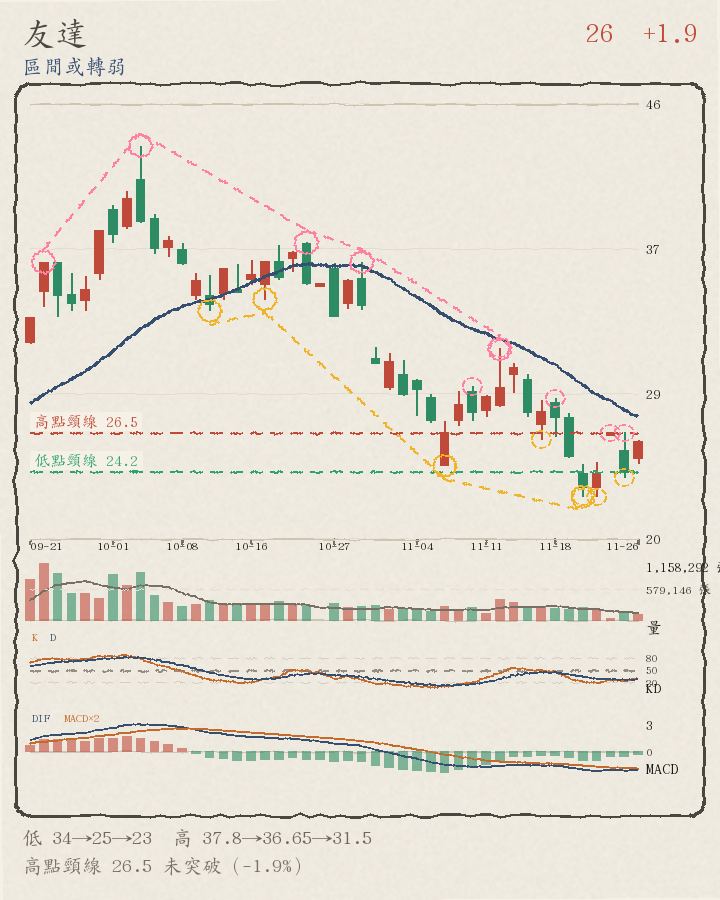 友達
26 +1.9
區間或轉弱
46
37
29
高點頸線 26.5
低點頸線 24.2
20
09-21 10-01 10-08 10-16 10-27 11-04 11-11 11-18 11-26
1,158,292 張
579,146 張
量
K D
80
50
KD
DIF MACD×2
3
0
MACD
低 34→25→23 高 37.8→36.65→31.5
高點頸線 26.5 未突破 (-1.9%)